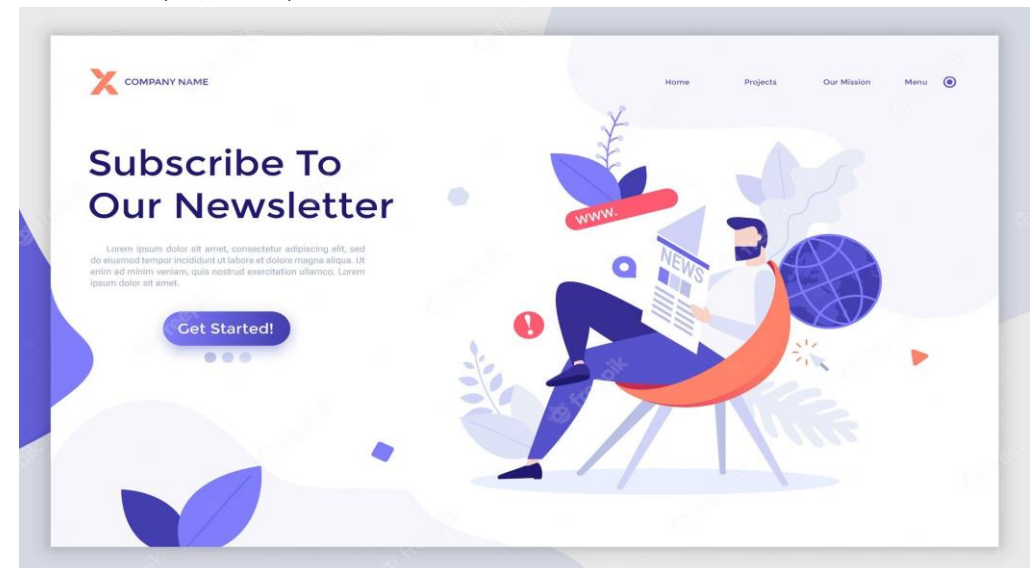 COMPANY NAME
Home Projects Our Mission Menu
Subscribe To
Our Newsletter
Lorem ipsum dolor sit amet, consectetur adipiscing elit, sed
do eiusmod tempor incididunt ut labore et dolore magna aliqua. Ut
enim ad minim veniam, quis nostrud exercitation ullamco. Lorem
ipsum dolor sit amet.
Get Started!
www.
NEWS
!
freepik